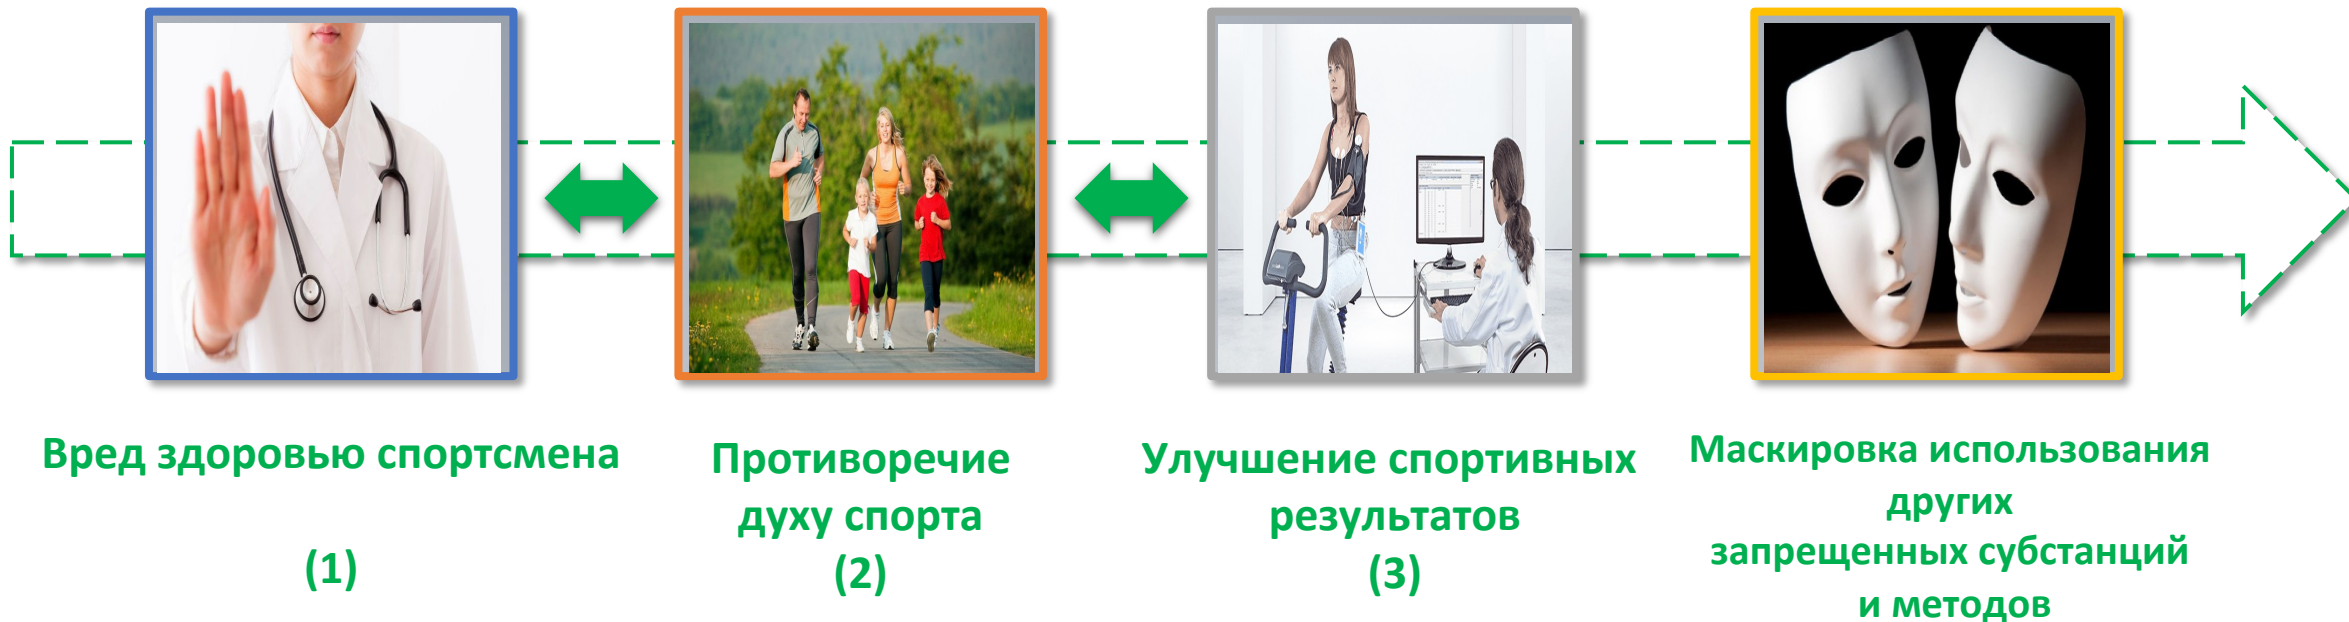 Вред здоровью спортсмена
(1)
Противоречие
духу спорта
(2)
Улучшение спортивных
результатов
(3)
Маскировка использования
других
запрещенных субстанций
и методов